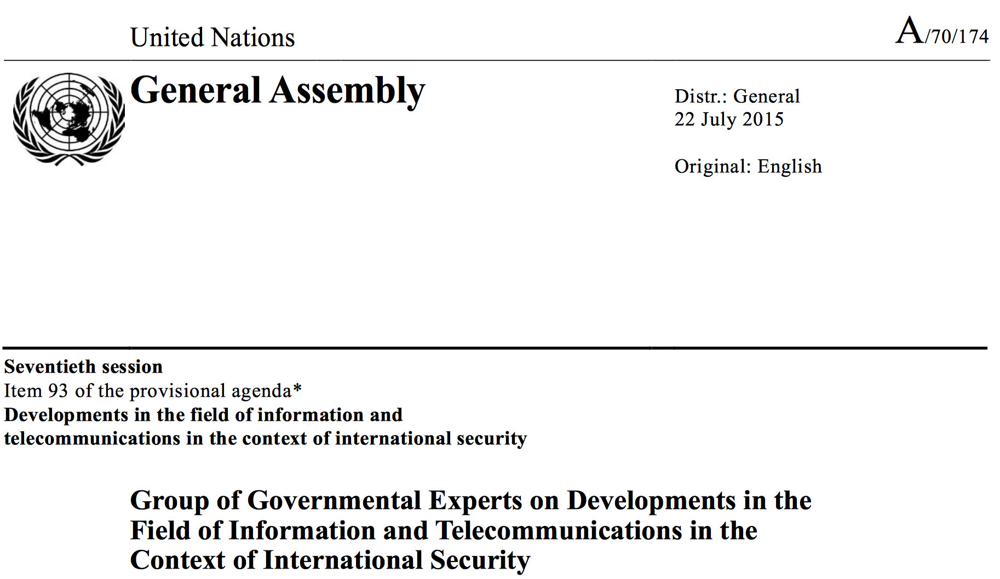 United Nations
A/70/174
General Assembly
Distr.: General
22 July 2015
Original: English
Seventieth session
Item 93 of the provisional agenda*
Developments in the field of information and
telecommunications in the context of international security
Group of Governmental Experts on Developments in the
Field of Information and Telecommunications in the
Context of International Security